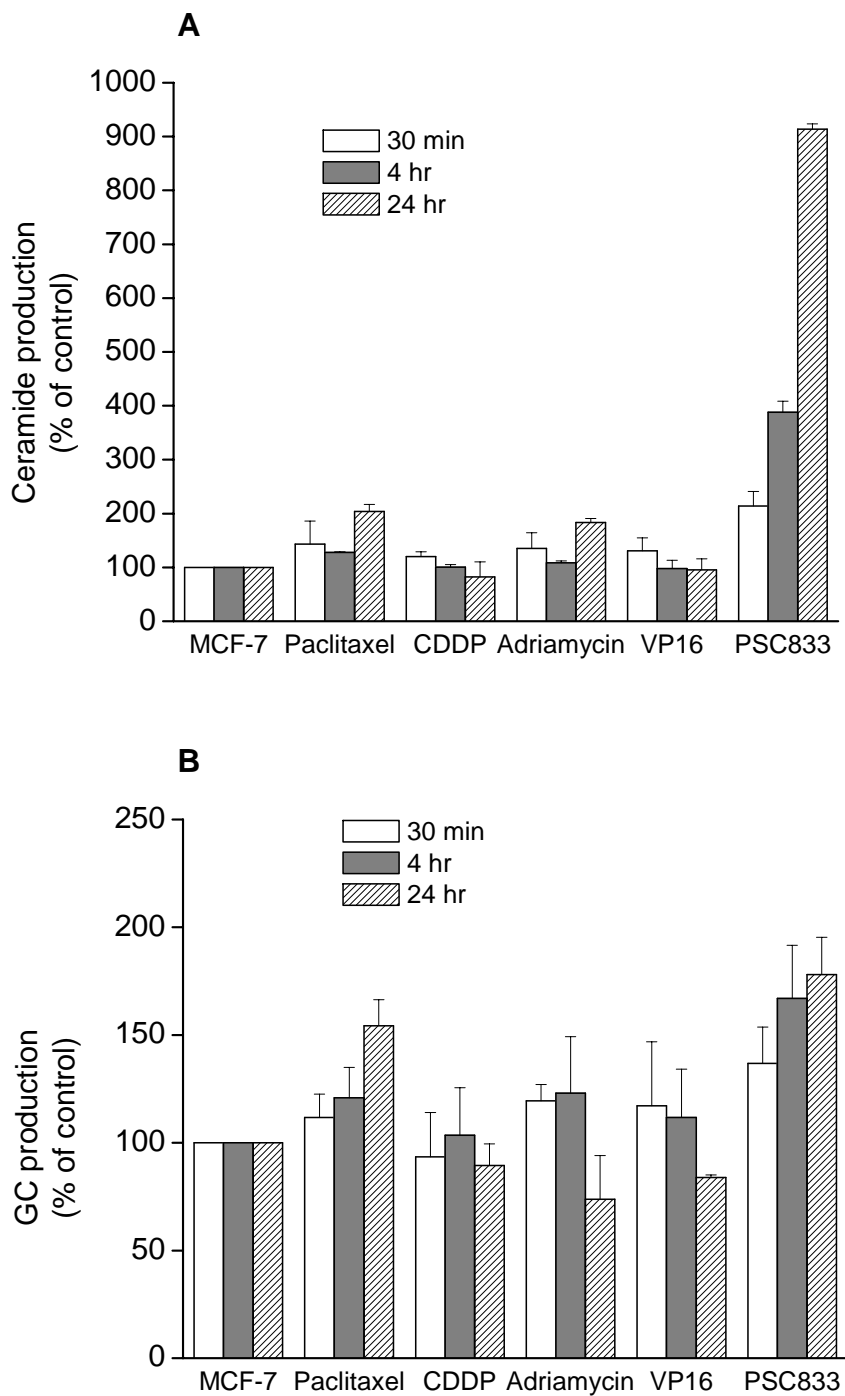 A
1000
900
800
700
600
500
400
300
200
100
0
Ceramide production
(% of control)
30 min
4 hr
24 hr
MCF-7 Paclitaxel CDDP Adriamycin VP16 PSC833
B
250
200
150
100
50
0
GC production
(% of control)
30 min
4 hr
24 hr
MCF-7 Paclitaxel CDDP Adriamycin VP16 PSC833